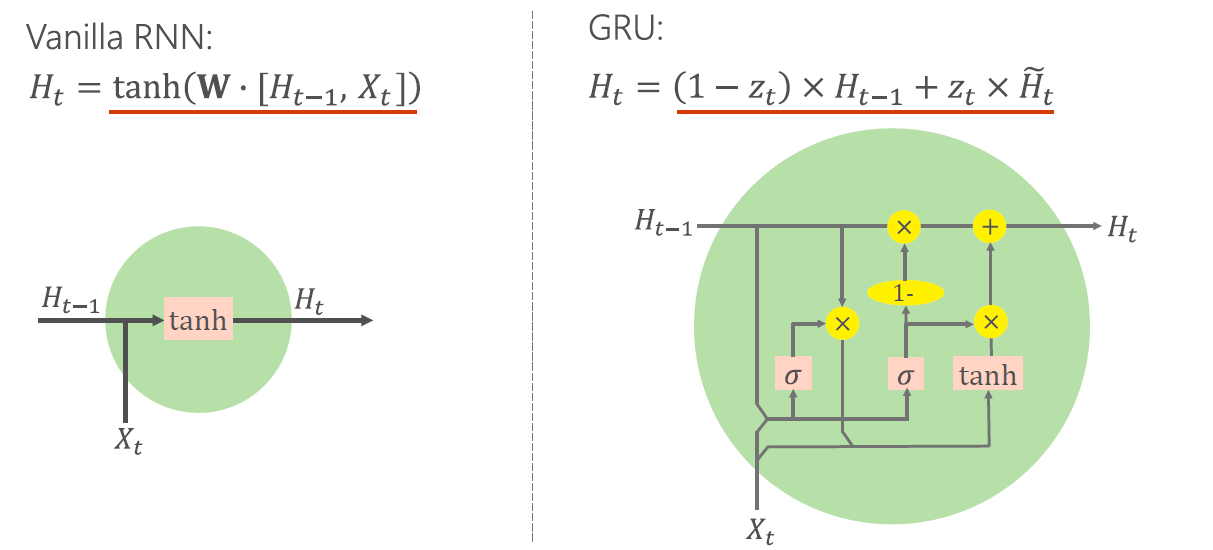 Vanilla RNN:
H_t = tanh(𝐖 · [H_{t−1}, X_t])
H_{t−1}
tanh
H_t
X_t
GRU:
H_t = (1 − z_t) × H_{t−1} + z_t × H̃_t
H_{t−1}
×
+
H_t
1-
×
×
σ
σ
tanh
X_t